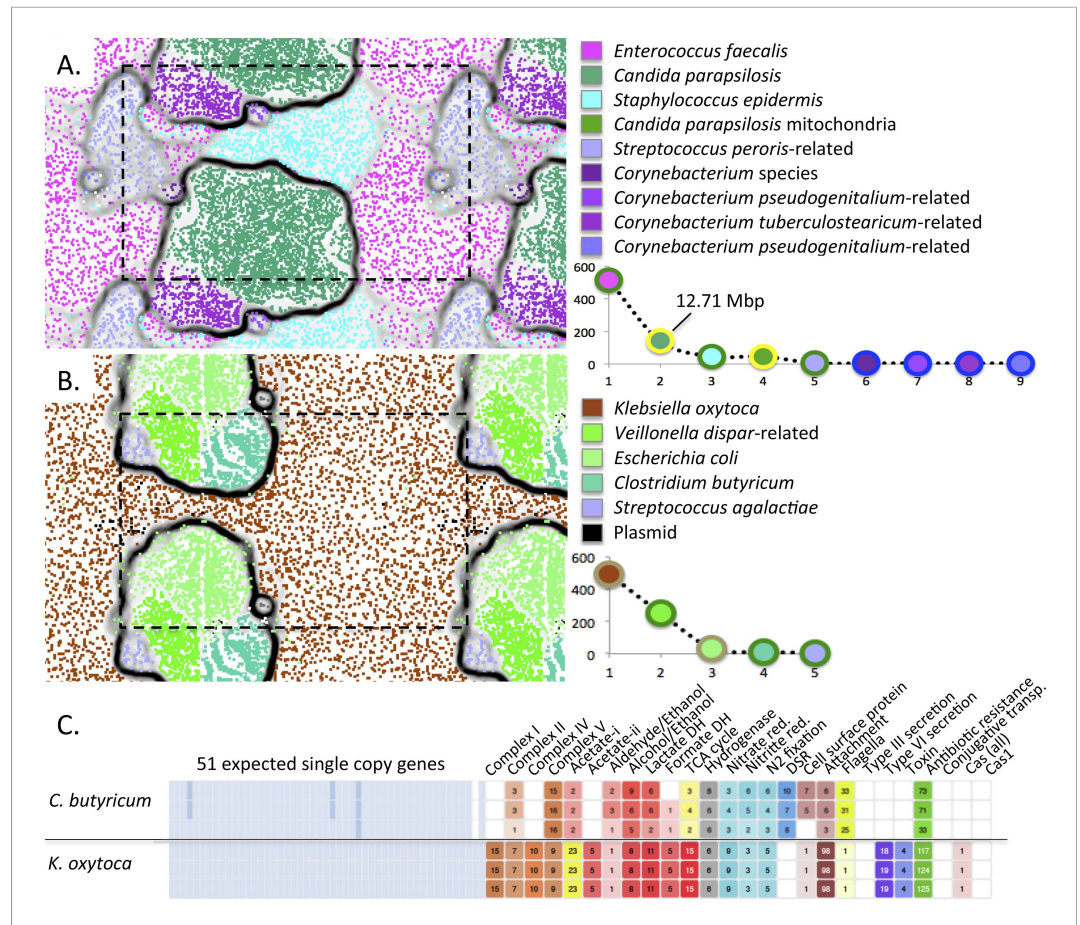 A.
Enterococcus faecalis
Candida parapsilosis
Staphylococcus epidermis
Candida parapsilosis mitochondria
Streptococcus peroris-related
Corynebacterium species
Corynebacterium pseudogenitalium-related
Corynebacterium tuberculostearicum-related
Corynebacterium pseudogenitalium-related
600
400
200
0
12.71 Mbp
1 2 3 4 5 6 7 8 9
B.
Klebsiella oxytoca
Veillonella dispar-related
Escherichia coli
Clostridium butyricum
Streptococcus agalactiae
Plasmid
600
400
200
0
1 2 3 4 5
C.
Complex I
Complex II
Complex IV
Complex V
Acetate-i
Acetate-ii
Aldehyde/Ethanol
Alcohol/Ethanol
Lactate DH
Formate DH
TCA cycle
Hydrogenase
Nitrate red.
Nitrite red.
N2 fixation
DSR
Cell surface protein
Attachment
Flagella
Type III secretion
Type VI secretion
Toxin
Antibiotic resistance
Conjugative transp.
Cas (all)
Cas1
51 expected single copy genes
C. butyricum
3 15 2 2 9 6 3 8 3 6 6 10 7 6 33 73
3 16 2 3 6 6 1 4 6 4 5 4 7 5 6 31 71
1 16 2 1 5 6 1 2 6 3 2 3 8 3 25 33
K. oxytoca
15 7 10 9 23 5 1 8 11 5 15 6 9 3 5 1 98 1 18 4 117 1
15 7 10 9 23 5 1 8 11 5 15 6 9 3 5 1 98 1 19 4 124 1
15 7 10 9 23 5 1 8 11 5 15 6 9 3 5 1 98 1 19 4 125 1